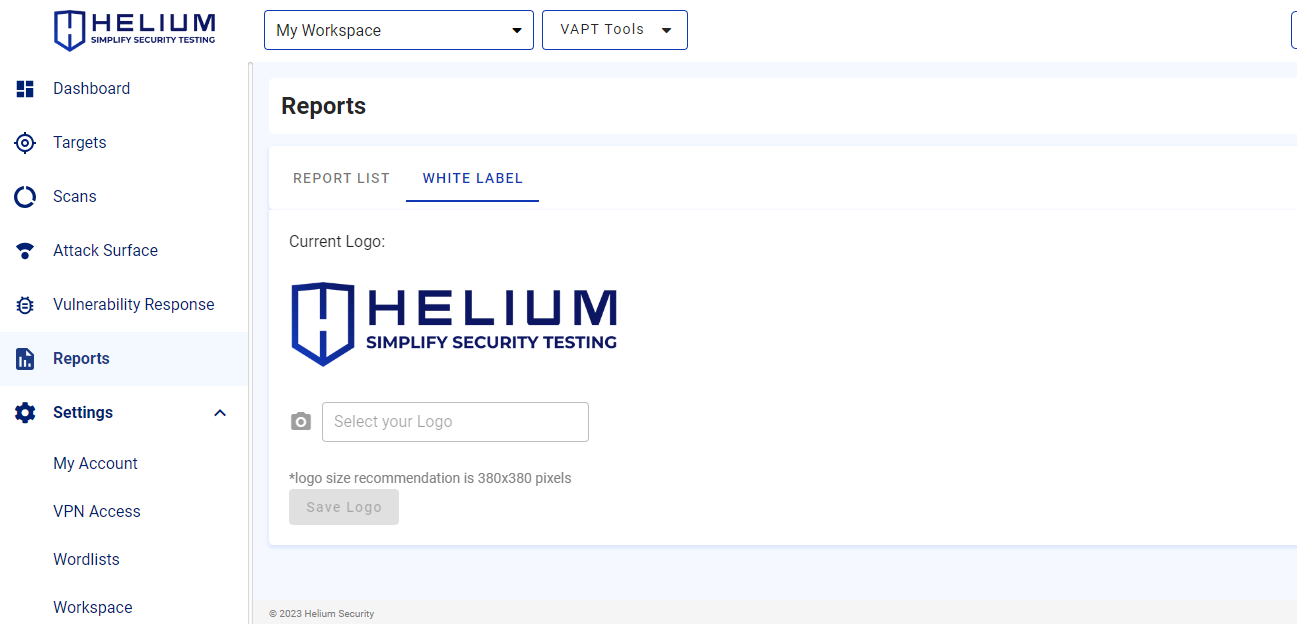 HELIUM
SIMPLIFY SECURITY TESTING
My Workspace
VAPT Tools
Dashboard
Targets
Scans
Attack Surface
Vulnerability Response
Reports
Settings
My Account
VPN Access
Wordlists
Workspace
Reports
REPORT LIST
WHITE LABEL
Current Logo:
HELIUM
SIMPLIFY SECURITY TESTING
Select your Logo
*logo size recommendation is 380x380 pixels
Save Logo
© 2023 Helium Security